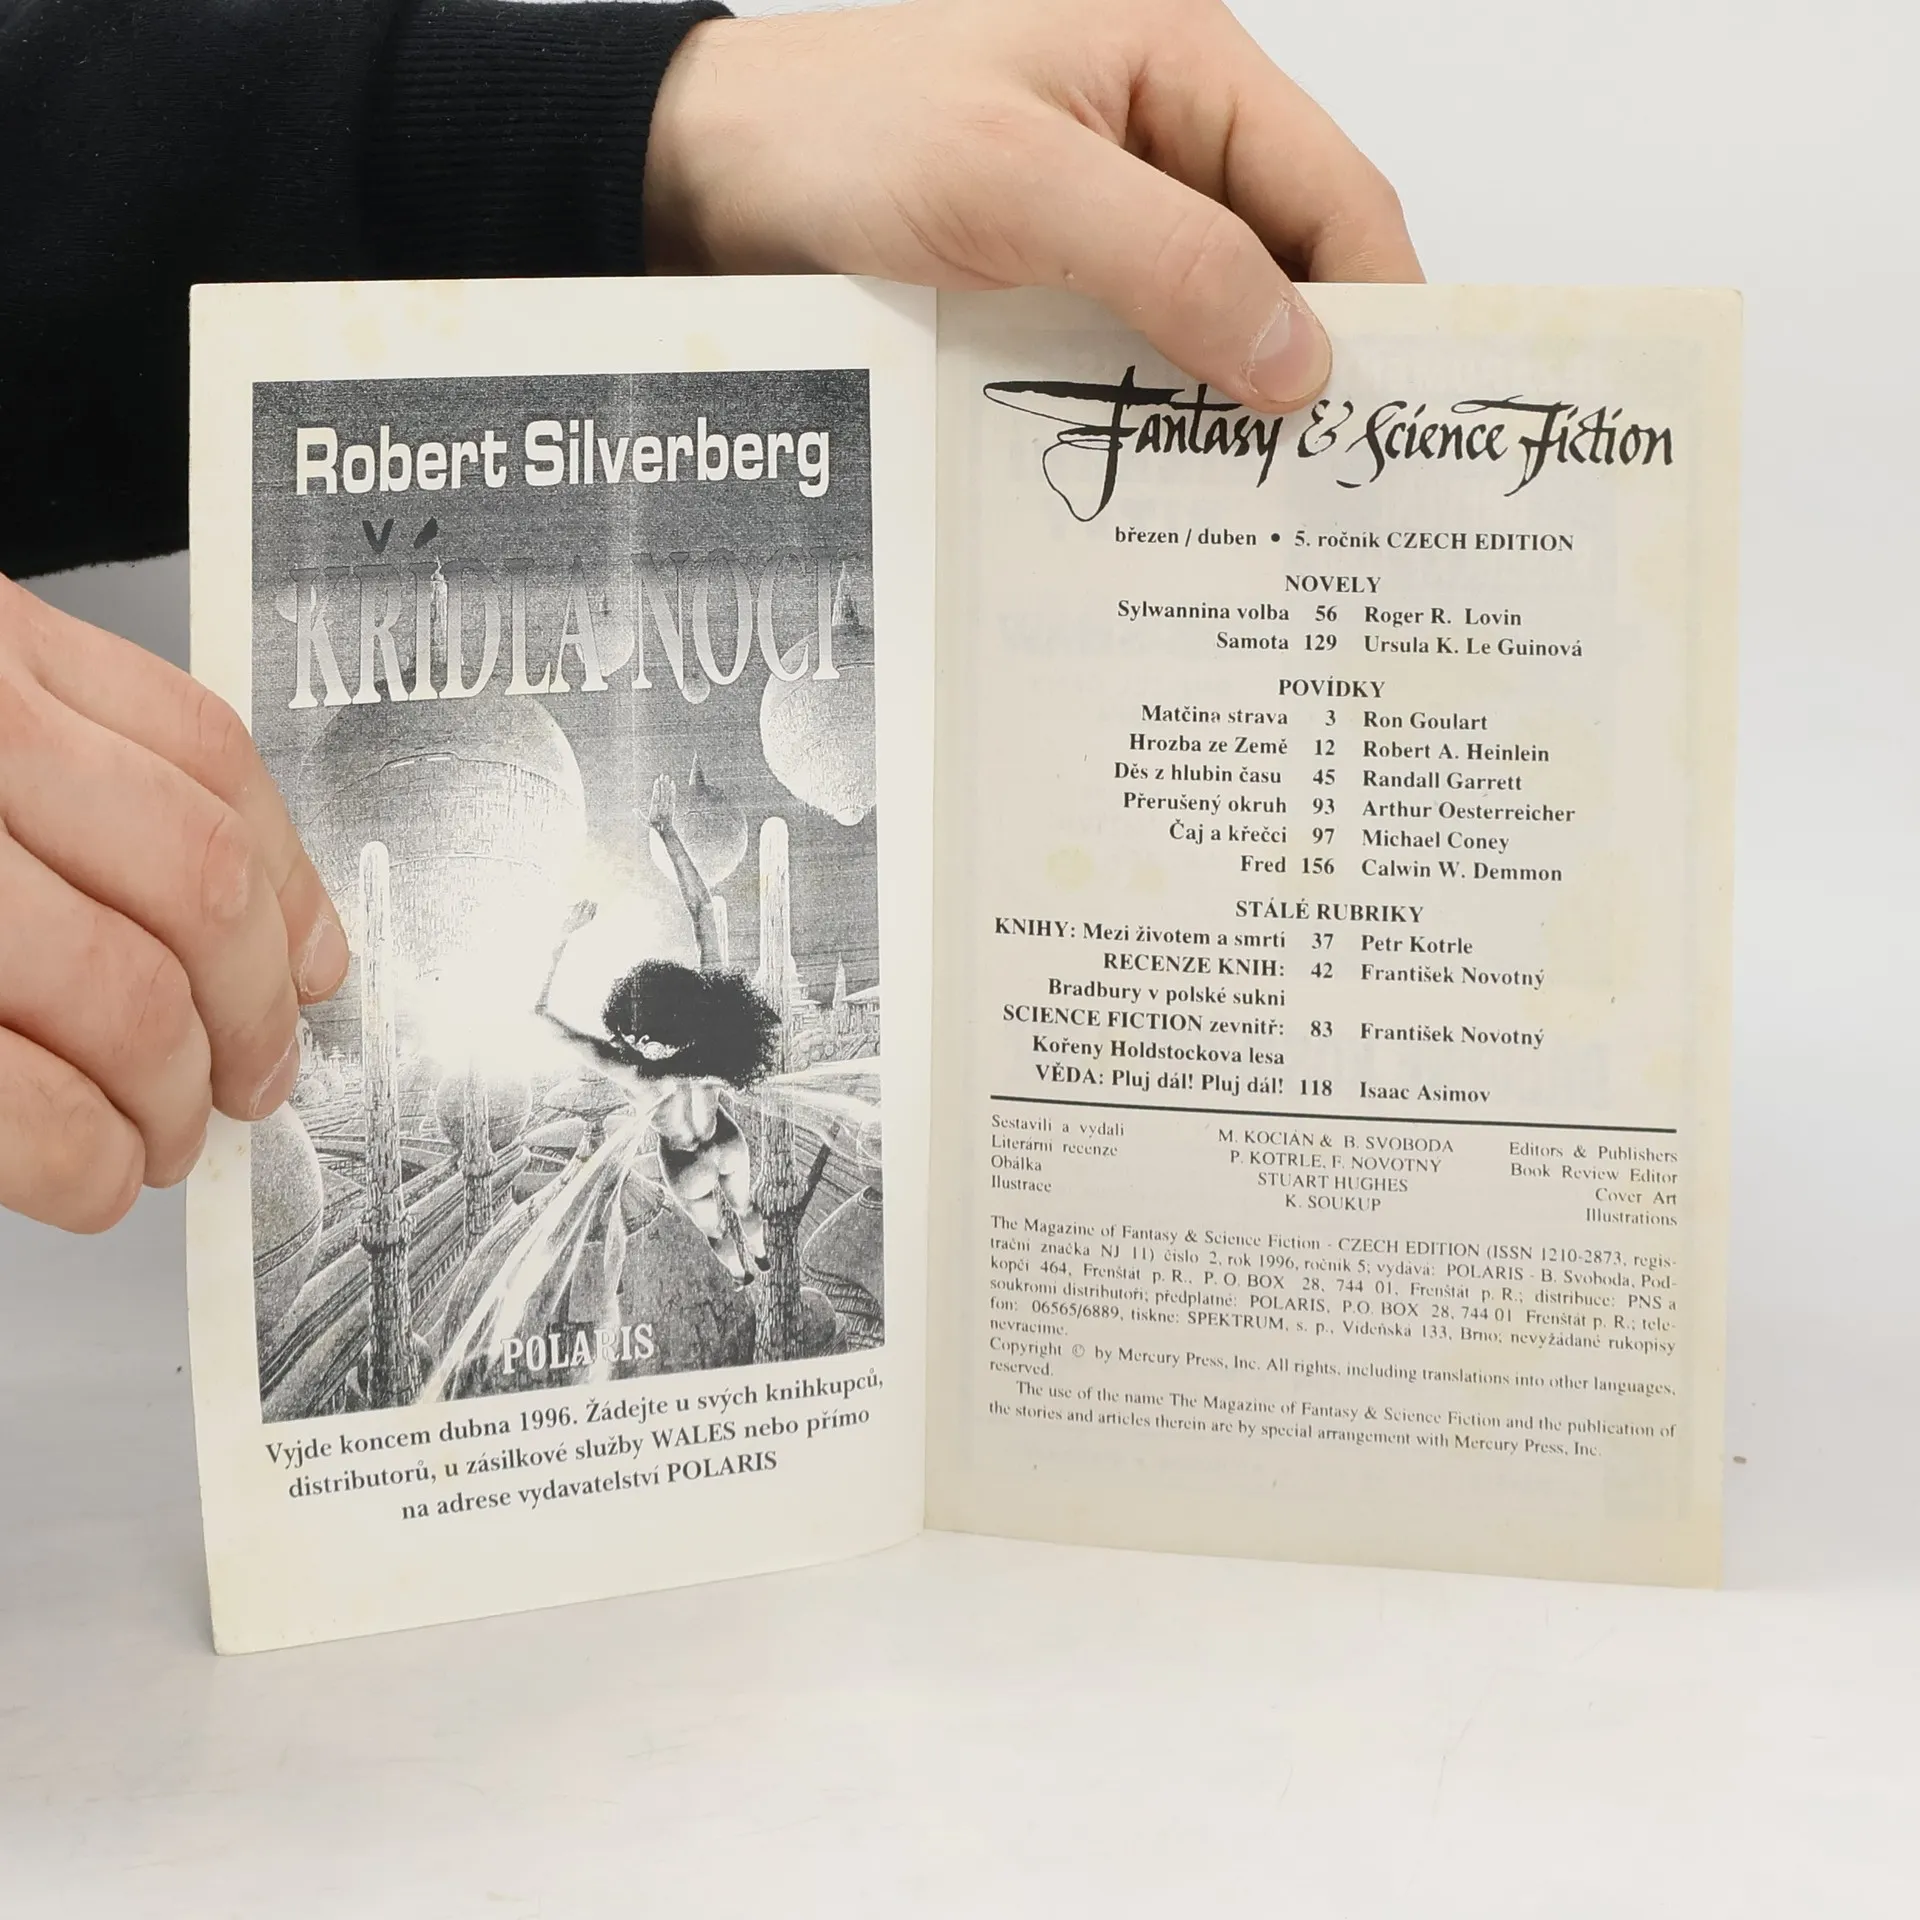 Robert Silverberg
KŘÍDLA NOCI
POLARIS
Vyjde koncem dubna 1996. Žádejte u svých knihkupců,
distributorů, u zásilkové služby WALES nebo přímo
na adrese vydavatelství POLARIS
Fantasy & Science Fiction
březen / duben • 5. ročník CZECH EDITION
NOVELY
Sylwannina volba 56 Roger R. Lovin
Samota 129 Ursula K. Le Guinová
POVÍDKY
Matčina strava 3 Ron Goulart
Hrozba ze Země 12 Robert A. Heinlein
Děs z hlubin času 45 Randall Garrett
Přerušený okruh 93 Arthur Oesterreicher
Čaj a křečci 97 Michael Coney
Fred 156 Calwin W. Demmon
STÁLÉ RUBRIKY
KNIHY: Mezi životem a smrtí 37 Petr Kotrle
RECENZE KNIH: 42 František Novotný
Bradbury v polské sukni
SCIENCE FICTION zevnitř: 83 František Novotný
Kořeny Holdstockova lesa
VĚDA: Pluj dál! Pluj dál! 118 Isaac Asimov
Sestavili a vydali M. KOCIÁN & B. SVOBODA Editors & Publishers
Literární recenze P. KOTRLE, F. NOVOTNÝ Book Review Editor
Obálka STUART HUGHES Cover Art
Ilustrace K. SOUKUP Illustrations
The Magazine of Fantasy & Science Fiction - CZECH EDITION (ISSN 1210-2873, regis-
trační značka NJ 11) číslo 2, rok 1996, ročník 5; vydává: POLARIS - B. Svoboda, Pod-
kopčí 464, Frenštát p. R., P. O. BOX 28, 744 01, Frenštát p. R.; distribuce: PNS a
soukromí distributoři; předplatné: POLARIS, P.O. BOX 28, 744 01 Frenštát p. R.; tele-
fon: 06565/6889, tiskne: SPEKTRUM, s. p., Vídeňská 133, Brno; nevyžádané rukopisy
nevracíme.
Copyright © by Mercury Press, Inc. All rights, including translations into other languages,
reserved.
The use of the name The Magazine of Fantasy & Science Fiction and the publication of
the stories and articles therein are by special arrangement with Mercury Press, Inc.